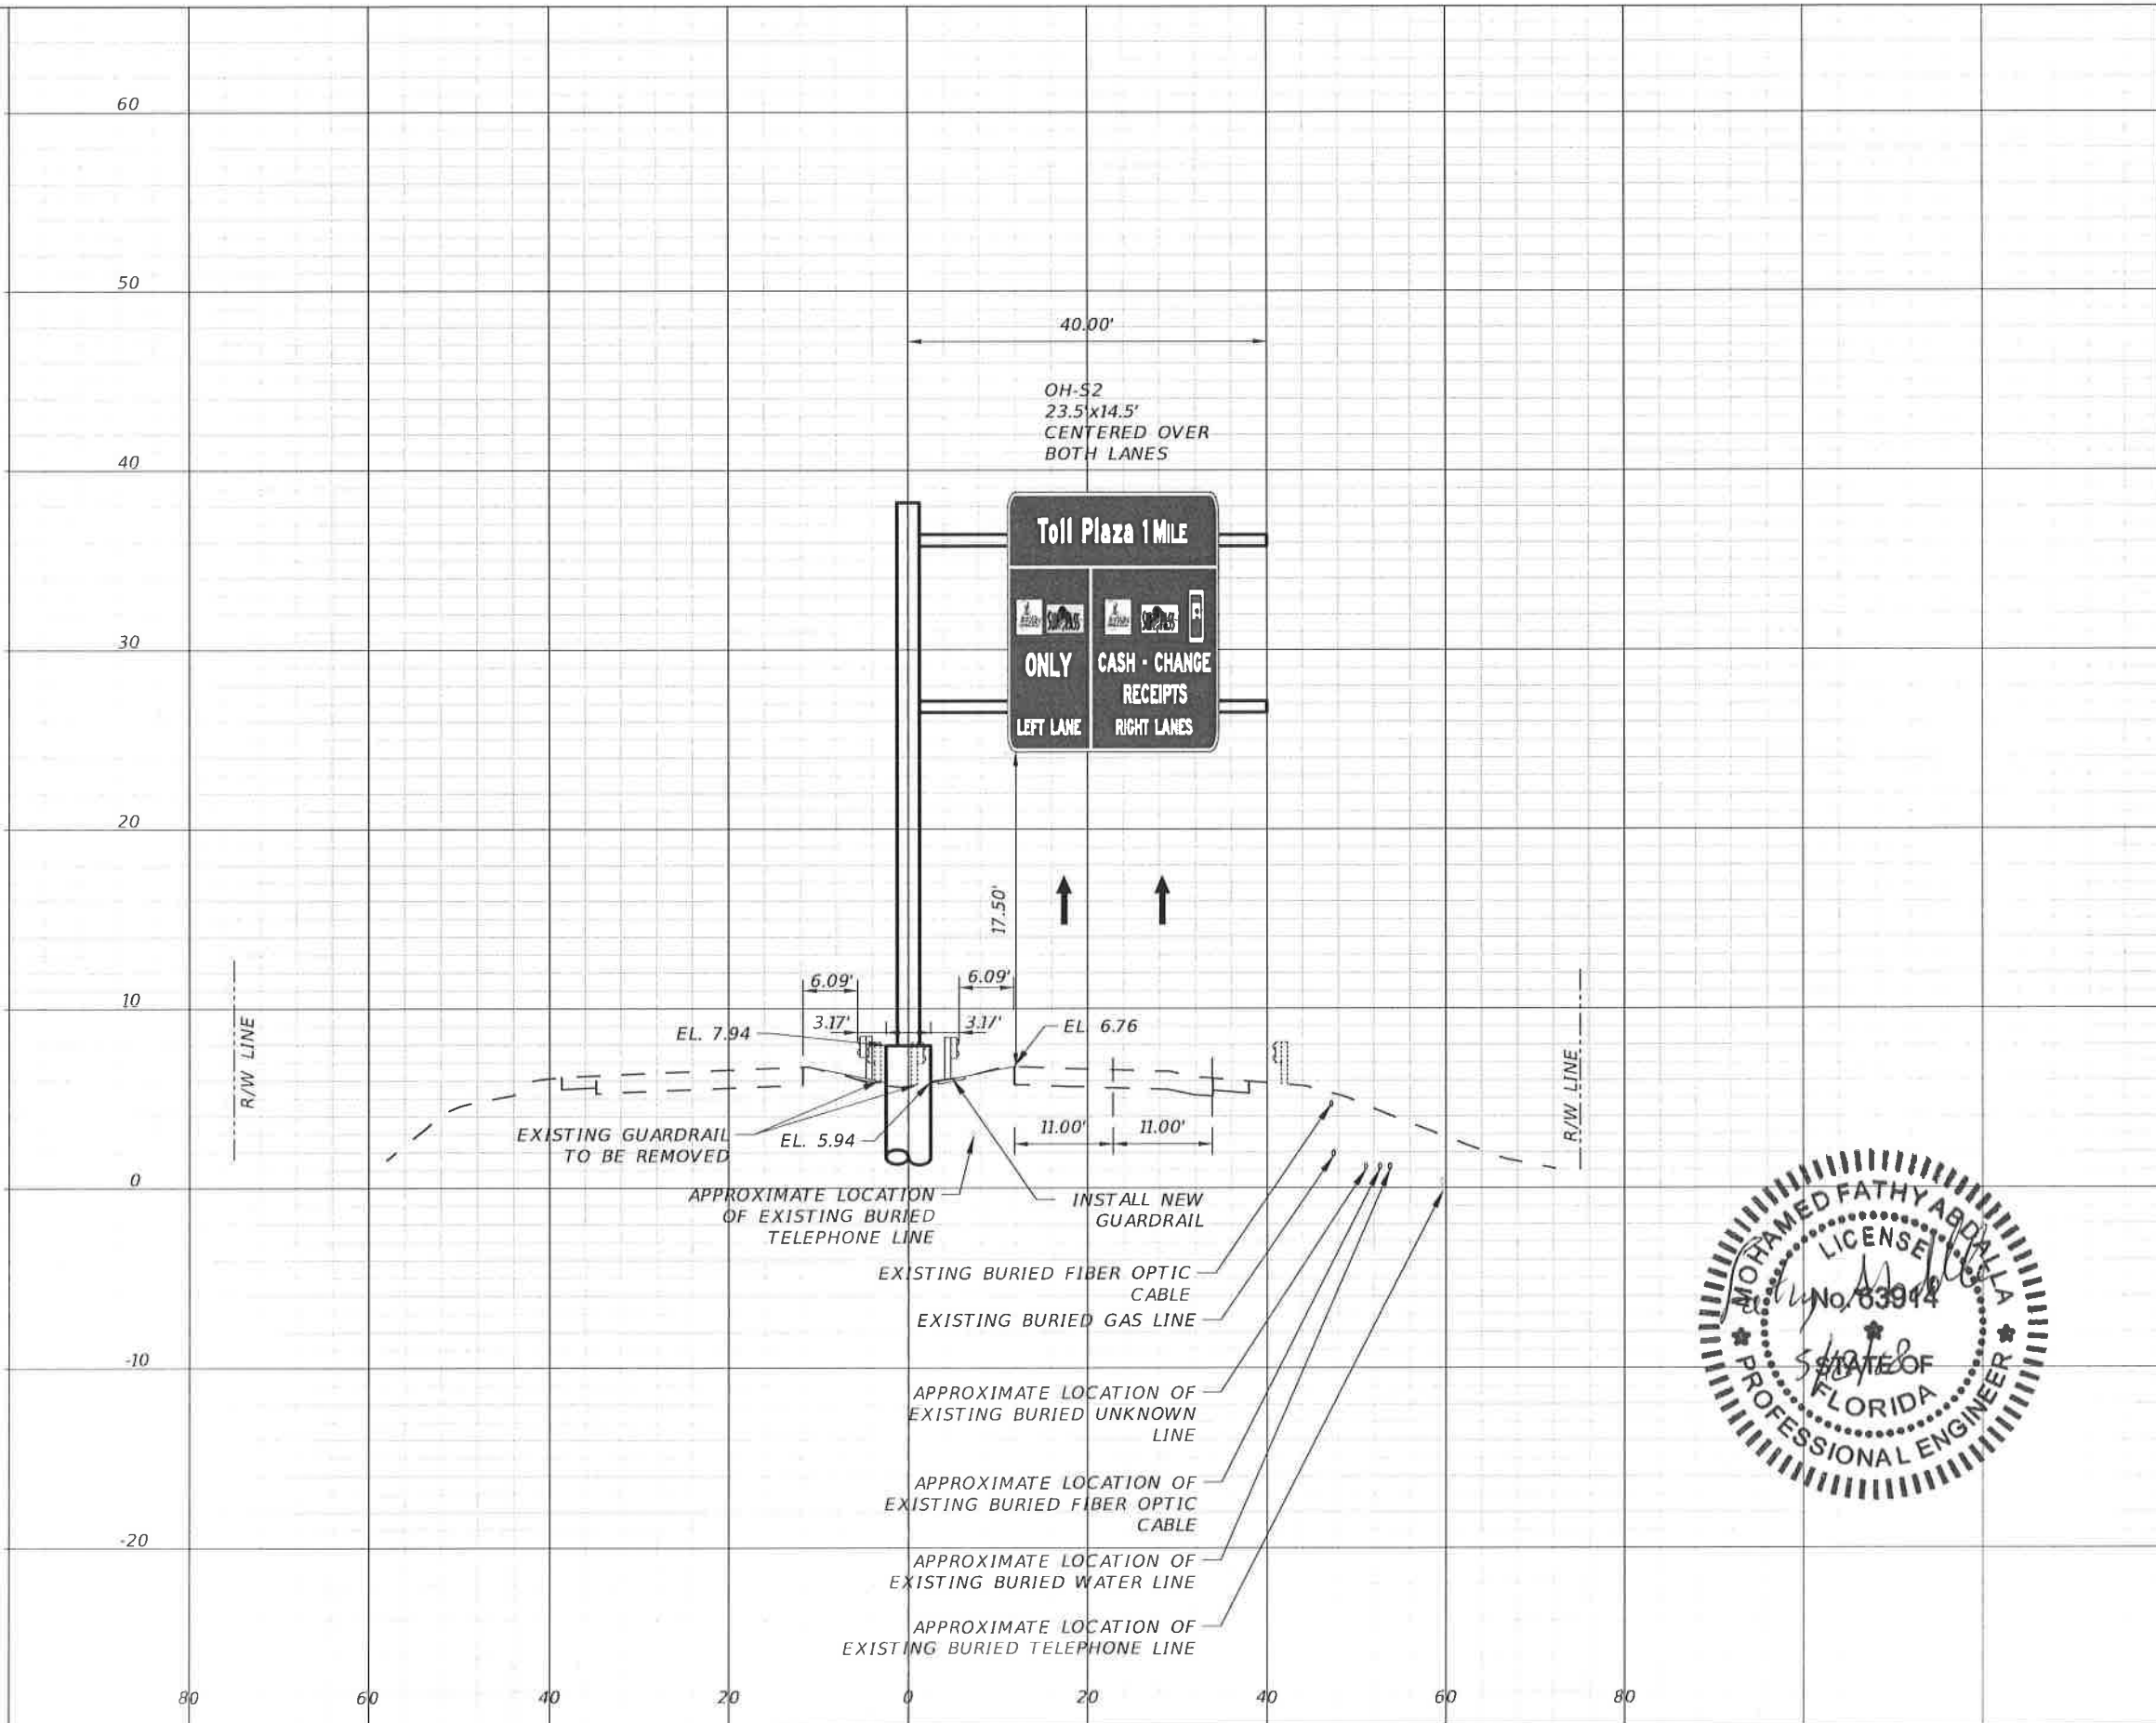 60
50
40
30
20
10
0
-10
-20
40.00'
OH-S2
23.5'x14.5'
CENTERED OVER
BOTH LANES
Toll Plaza 1 MILE
ONLY
LEFT LANE
CASH - CHANGE
RECEIPTS
RIGHT LANES
17.50'
6.09'
6.09'
3.17'
3.17'
EL. 7.94
EL. 6.76
R/W LINE
R/W LINE
EXISTING GUARDRAIL
TO BE REMOVED
EL. 5.94
11.00'
11.00'
APPROXIMATE LOCATION
OF EXISTING BURIED
TELEPHONE LINE
INSTALL NEW
GUARDRAIL
EXISTING BURIED FIBER OPTIC
CABLE
EXISTING BURIED GAS LINE
APPROXIMATE LOCATION OF
EXISTING BURIED UNKNOWN
LINE
APPROXIMATE LOCATION OF
EXISTING BURIED FIBER OPTIC
CABLE
APPROXIMATE LOCATION OF
EXISTING BURIED WATER LINE
APPROXIMATE LOCATION OF
EXISTING BURIED TELEPHONE LINE
80
60
40
20
0
20
40
60
80
MOHAMED FATHY ABDALLA
LICENSE
No. 63914
STATE OF
FLORIDA
PROFESSIONAL ENGINEER